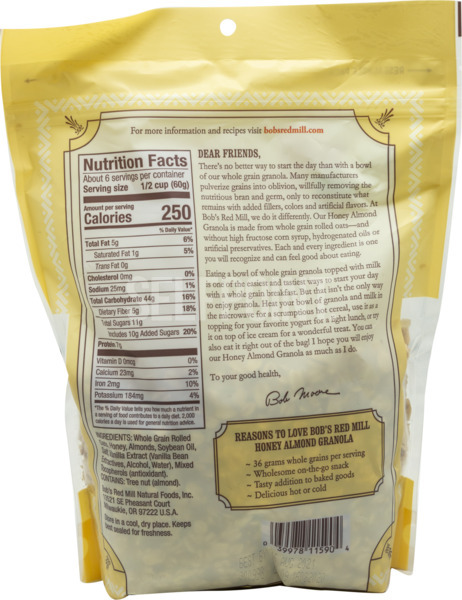 For more information and recipes visit bobsredmill.com
Nutrition Facts
About 6 servings per container
Serving size 1/2 cup (60g)
Amount per serving
Calories 250
% Daily Value*
Total Fat 5g 6%
Saturated Fat 1g 5%
Trans Fat 0g
Cholesterol 0mg 0%
Sodium 25mg 1%
Total Carbohydrate 44g 16%
Dietary Fiber 5g 18%
Total Sugars 11g
Includes 10g Added Sugars 20%
Protein 7g
Vitamin D 0mcg 0%
Calcium 23mg 2%
Iron 2mg 10%
Potassium 184mg 4%
*The % Daily Value tells you how much a nutrient in
a serving of food contributes to a daily diet. 2,000
calories a day is used for general nutrition advice.
INGREDIENTS: Whole Grain Rolled
Honey, Almonds, Soybean Oil,
Vanilla Extract (Vanilla Bean
Alcohol, Water), Mixed
(antioxidant).
CONTAINS: Tree nut (almond).
Bob's Red Mill Natural Foods, Inc.
SE Pheasant Court
Milwaukie, OR 97222 U.S.A.
Store in a cool, dry place. Keeps
best sealed for freshness.
DEAR FRIENDS,
There's no better way to start the day than with a bowl
of our whole grain granola. Many manufacturers
pulverize grains into oblivion, willfully removing the
nutritious bran and germ, only to reconstitute what
remains with added fillers, colors and artificial flavors. At
Bob's Red Mill, we do it differently. Our Honey Almond
Granola is made from whole grain rolled oats—and
without high fructose corn syrup, hydrogenated oils or
artificial preservatives. Each and every ingredient is one
you will recognize and can feel good about eating.
Eating a bowl of whole grain granola topped with milk
is one of the easiest and tastiest ways to start your day
with a whole grain breakfast. But that isn't the only way
to enjoy granola. Heat your bowl of granola and milk in
the microwave for a scrumptious hot cereal, use it as a
topping for your favorite yogurt for a light lunch, or try
it on top of ice cream for a wonderful treat. You can
also eat it right out of the bag! I hope you will enjoy
our Honey Almond Granola as much as I do.
To your good health,
Bob Moore
REASONS TO LOVE BOB'S RED MILL
HONEY ALMOND GRANOLA
~ 36 grams whole grains per serving
~ Wholesome on-the-go snack
~ Tasty addition to baked goods
~ Delicious hot or cold
0 39978 11590 4